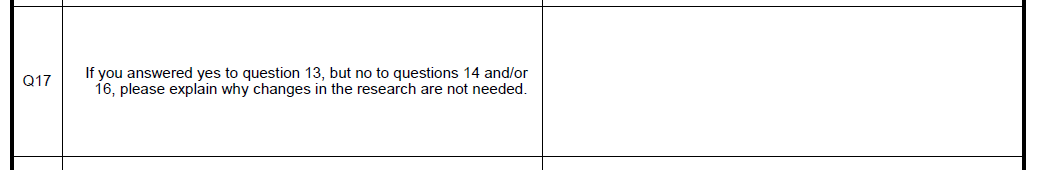 Q17
If you answered yes to question 13, but no to questions 14 and/or
16, please explain why changes in the research are not needed.